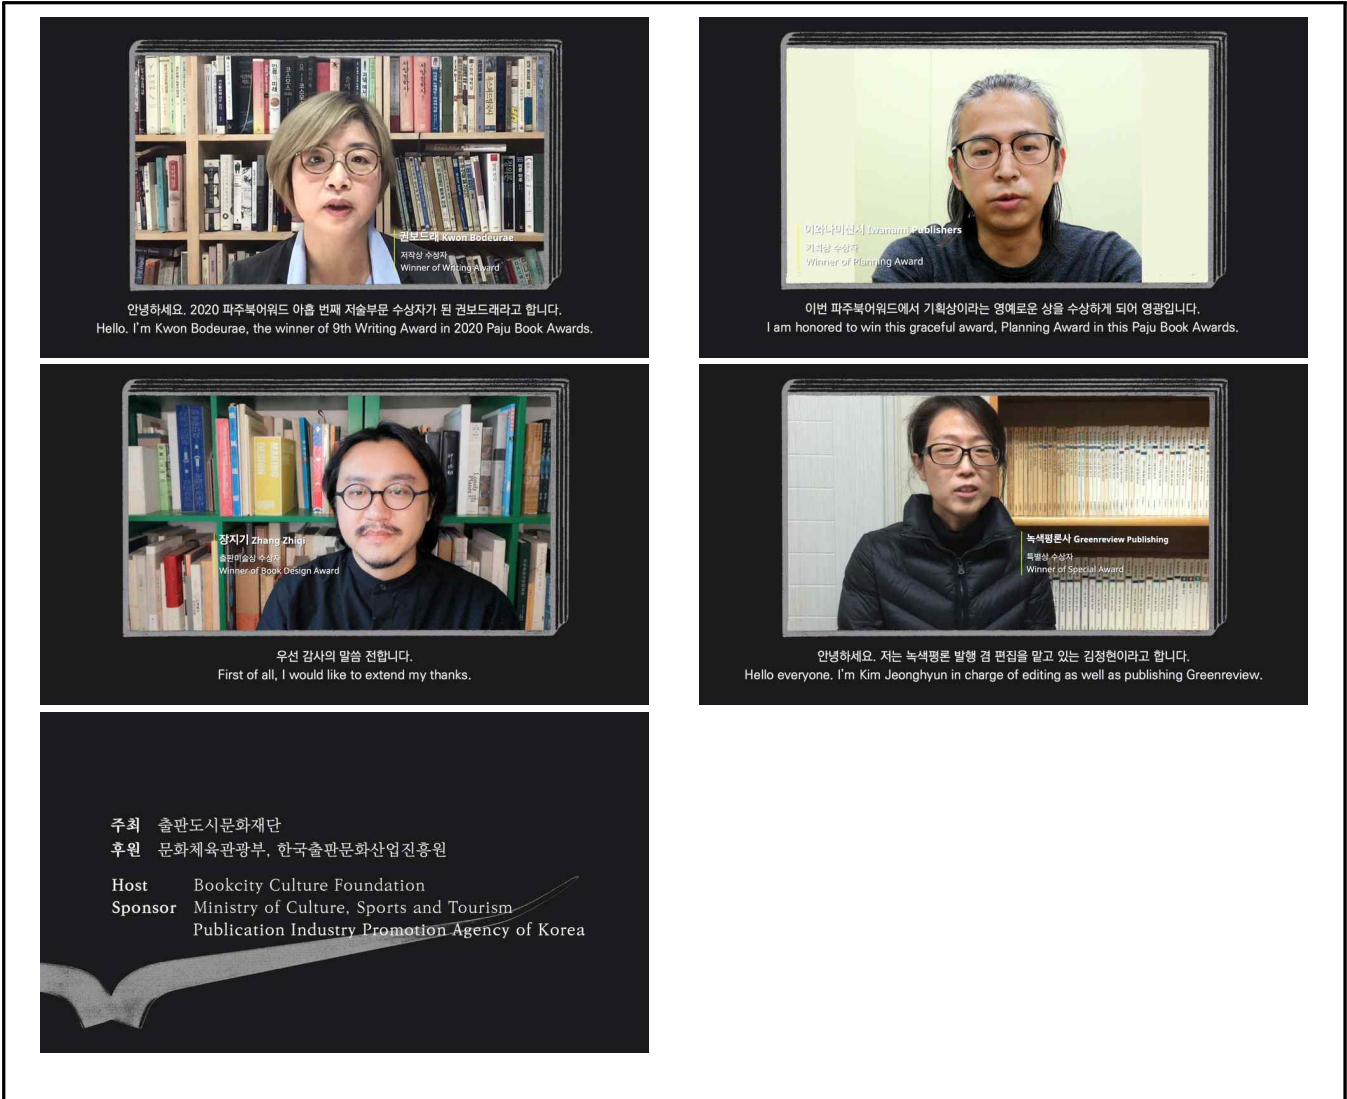 권보드래 Kwon Bodeurae
저작상 수상자
Winner of Writing Award
안녕하세요. 2020 파주북어워드 아홉 번째 저술부문 수상자가 된 권보드래라고 합니다.
Hello. I'm Kwon Bodeurae, the winner of 9th Writing Award in 2020 Paju Book Awards.
이와나미신서 Iwanami Publishers
기획상 수상자
Winner of Planning Award
이번 파주북어워드에서 기획상이라는 영예로운 상을 수상하게 되어 영광입니다.
I am honored to win this graceful award, Planning Award in this Paju Book Awards.
장지기 Zhang Zhiqi
출판미술상 수상자
Winner of Book Design Award
우선 감사의 말씀 전합니다.
First of all, I would like to extend my thanks.
녹색평론사 Greenreview Publishing
특별상 수상자
Winner of Special Award
안녕하세요. 저는 녹색평론 발행 겸 편집을 맡고 있는 김정현이라고 합니다.
Hello everyone. I'm Kim Jeonghyun in charge of editing as well as publishing Greenreview.
주최 출판도시문화재단
후원 문화체육관광부, 한국출판문화산업진흥원
Host Bookcity Culture Foundation
Sponsor Ministry of Culture, Sports and Tourism
Publication Industry Promotion Agency of Korea